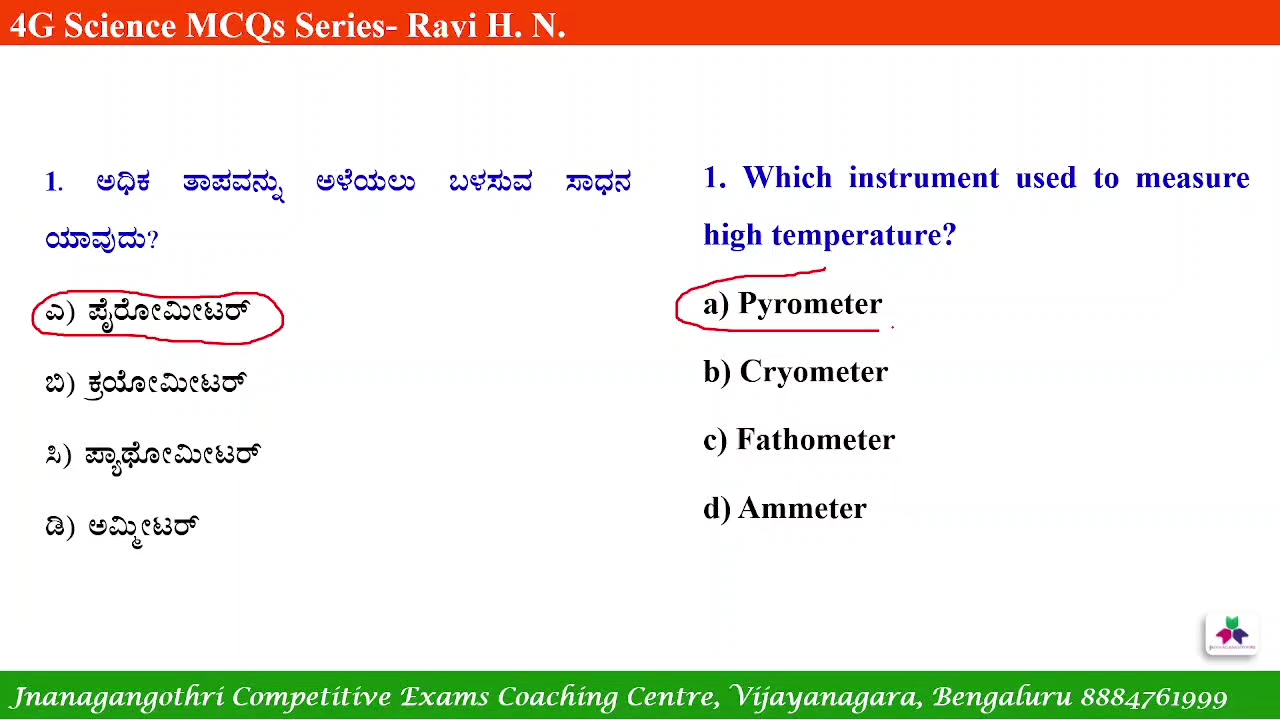 4G Science MCQs Series- Ravi H. N.
1. ಅಧಿಕ ತಾಪವನ್ನು ಅಳೆಯಲು ಬಳಸುವ ಸಾಧನ
ಯಾವುದು?
ಎ) ಪೈರೋಮೀಟರ್
ಬಿ) ಕ್ರಯೋಮೀಟರ್
ಸಿ) ಪ್ಯಾಥೋಮೀಟರ್
ಡಿ) ಅಮ್ಮೀಟರ್
1. Which instrument used to measure
high temperature?
a) Pyrometer
b) Cryometer
c) Fathometer
d) Ammeter
JNANAGANGOTHRI
Jnanagangothri Competitive Exams Coaching Centre, Vijayanagara, Bengaluru 8884761999